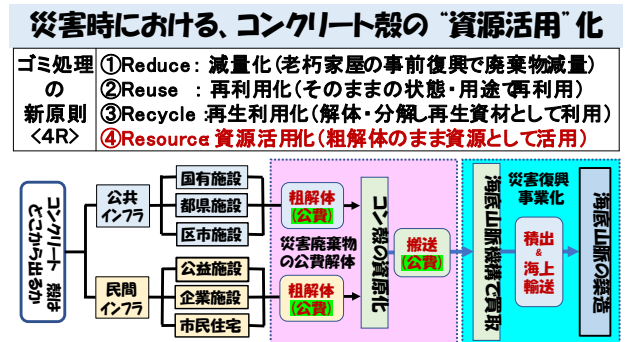 災害時における、コンクリート殻の“資源活用”化
ゴミ処理
の
新原則
<4R>
①Reduce：減量化(老朽家屋の事前復興で廃棄物減量)
②Reuse ：再利用化(そのままの状態・用途で再利用)
③Recycle：再生利用化(解体・分解し再生資材として利用)
④Resource：資源活用化(粗解体のまま資源として活用)
コンクリート 殻は
どこから出るか
公共
インフラ
民間
インフラ
国有施設
都県施設
区市施設
公益施設
企業施設
市民住宅
粗解体
(公費)
災害廃棄物
の公費解体
粗解体
(公費)
コン殻の資源化
搬送
(公費)
海底山脈機構で買取
災害復興
事業化
積出
&
海上
輸送
海底山脈の築造